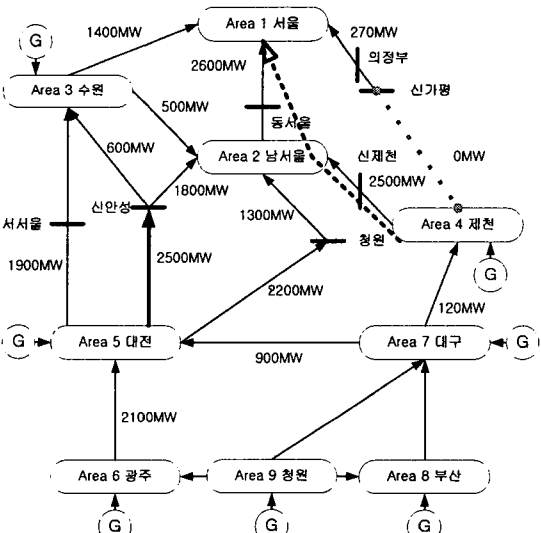 Area 1 서울
1400MW
270MW
G
의정부
2600MW
Area 3 수원
신가평
500MW
동서울
600MW
신제천
0MW
Area 2 남서울
2500MW
신안성
1800MW
서서울
1300MW
Area 4 제천
청원
1900MW
2500MW
G
2200MW
120MW
G
Area 5 대전
Area 7 대구
G
900MW
2100MW
Area 6 광주
Area 9 청원
Area 8 부산
G
G
G